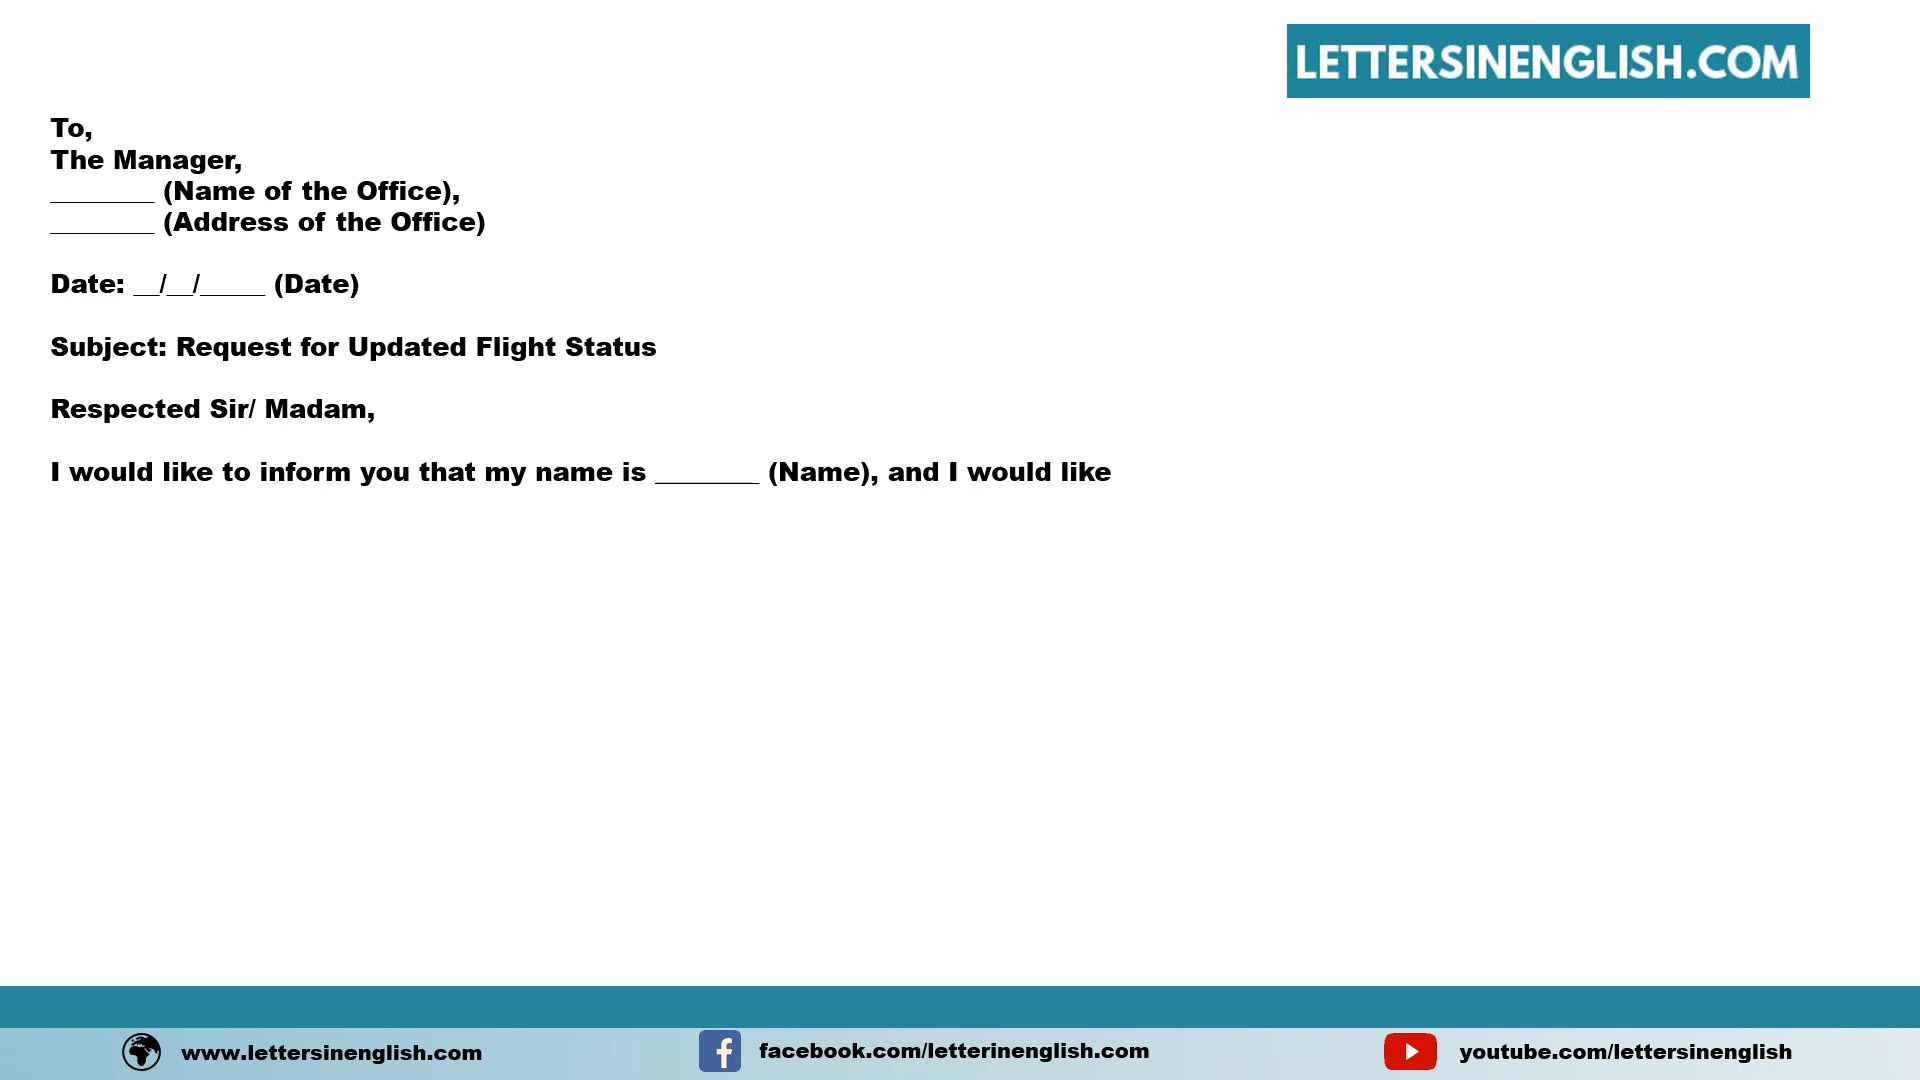 LETTERSINENGLISH.COM
To,
The Manager,
________ (Name of the Office),
________ (Address of the Office)
Date: __/__/_____ (Date)
Subject: Request for Updated Flight Status
Respected Sir/ Madam,
I would like to inform you that my name is ________ (Name), and I would like
www.lettersinenglish.com
facebook.com/letterinenglish.com
youtube.com/lettersinenglish